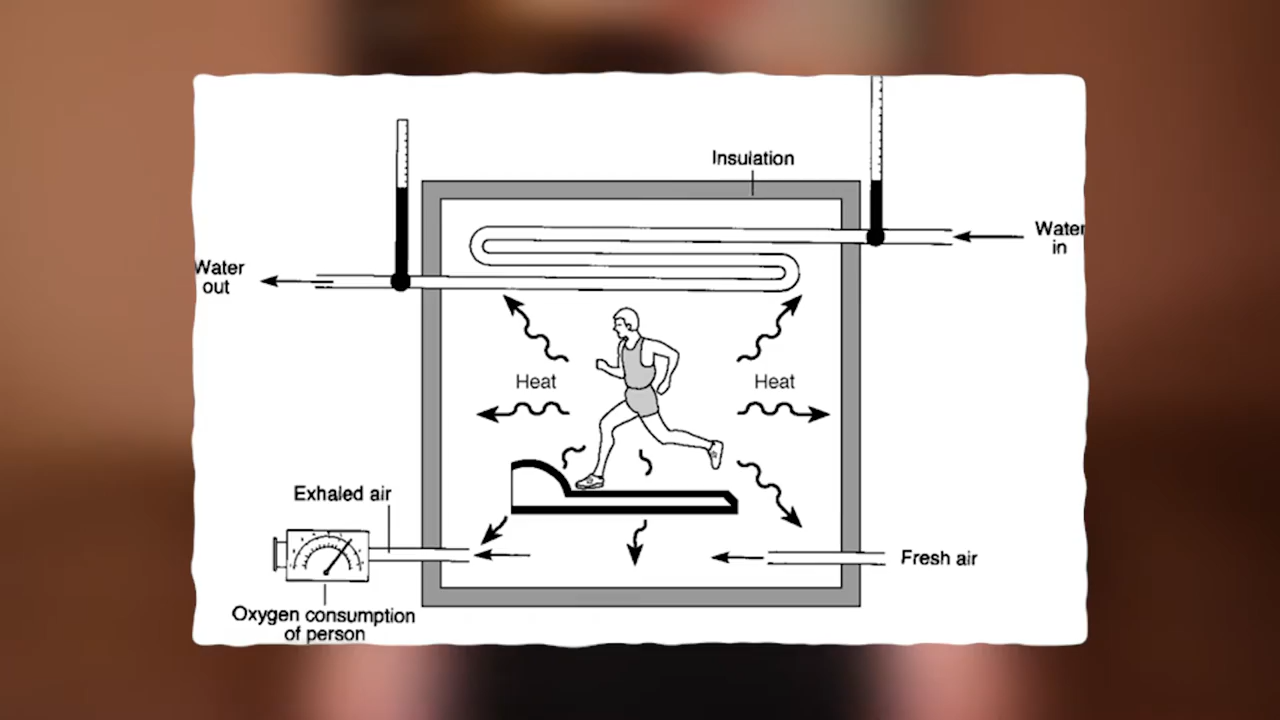 Insulation
Water
in
Water
out
Heat
Heat
Exhaled air
Fresh air
Oxygen consumption
of person